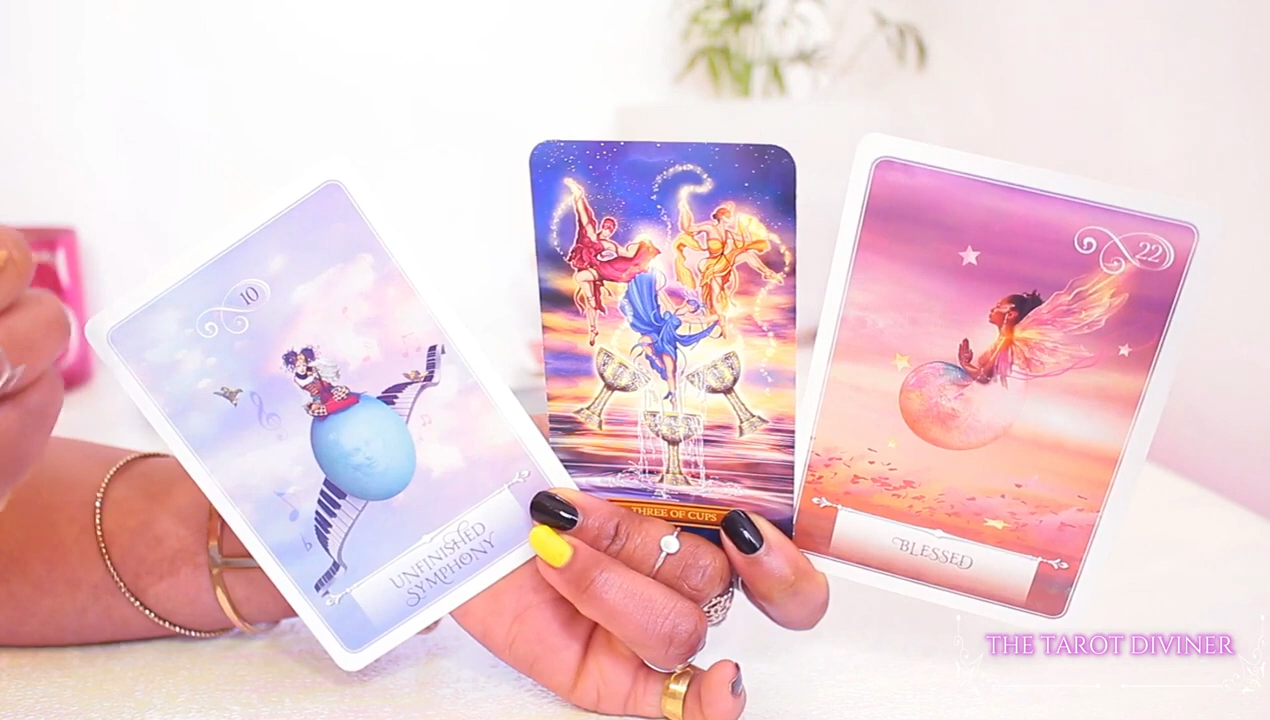 10
UNFINISHED
SYMPHONY
THREE OF CUPS
22
BLESSED
THE TAROT DIVINER